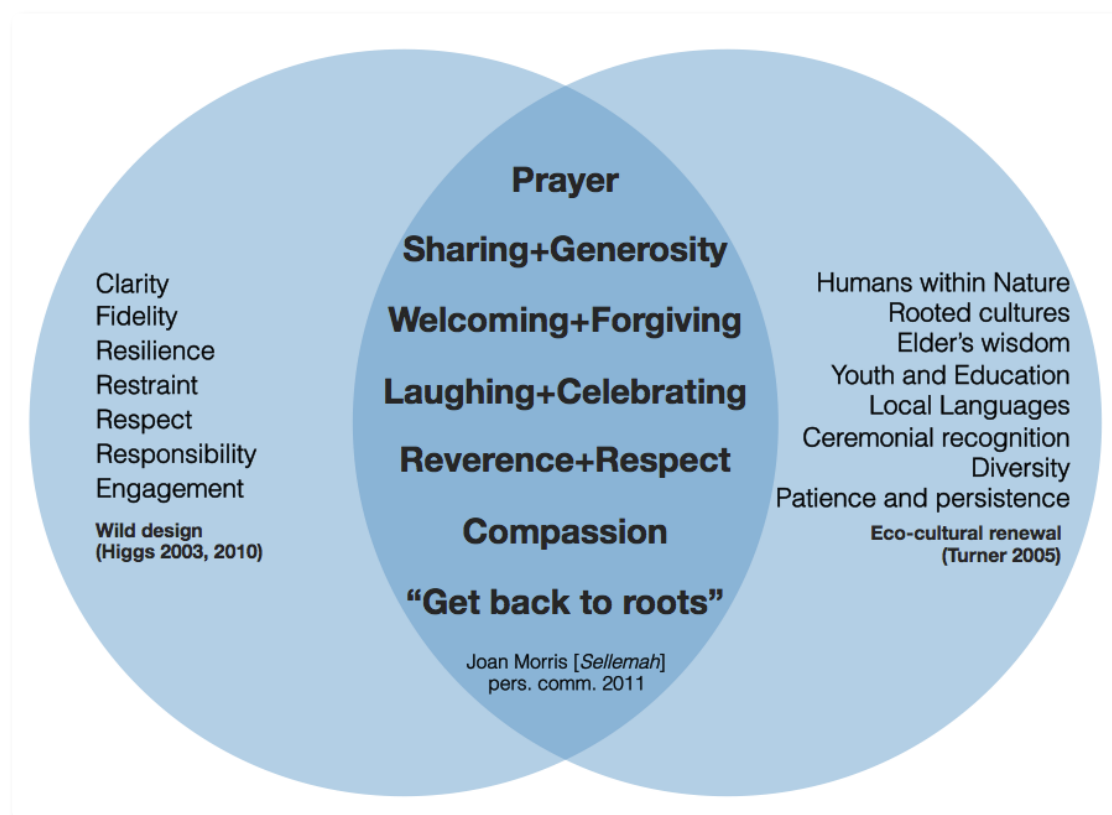 Prayer
Sharing+Generosity
Welcoming+Forgiving
Laughing+Celebrating
Reverence+Respect
Compassion
“Get back to roots”
Joan Morris [Sellemah]
pers. comm. 2011
Clarity
Fidelity
Resilience
Restraint
Respect
Responsibility
Engagement
Wild design
(Higgs 2003, 2010)
Humans within Nature
Rooted cultures
Elder’s wisdom
Youth and Education
Local Languages
Ceremonial recognition
Diversity
Patience and persistence
Eco-cultural renewal
(Turner 2005)